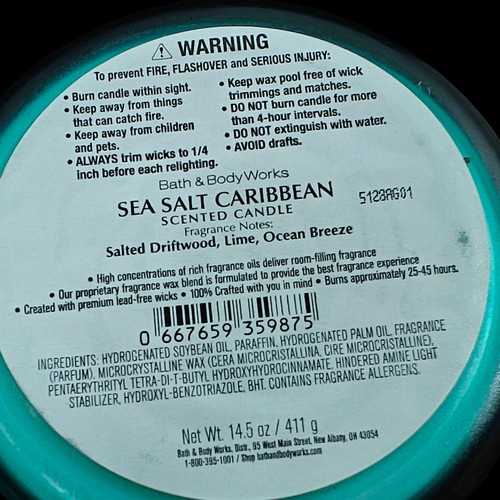 ⚠ WARNING
To prevent FIRE, FLASHOVER and SERIOUS INJURY:
• Burn candle within sight.
• Keep away from things
that can catch fire.
• Keep away from children
and pets.
• ALWAYS trim wicks to 1/4
inch before each relighting.
• Keep wax pool free of wick
trimmings and matches.
• DO NOT burn candle for more
than 4-hour intervals.
• DO NOT extinguish with water.
• AVOID drafts.
Bath & Body Works
SEA SALT CARIBBEAN
SCENTED CANDLE
5128AG01
Fragrance Notes:
Salted Driftwood, Lime, Ocean Breeze
• High concentrations of rich fragrance oils deliver room-filling fragrance
• Our proprietary fragrance wax blend is formulated to provide the best fragrance experience
• Created with premium lead-free wicks • 100% Crafted with you in mind • Burns approximately 25-45 hours.
0 667659 359875
INGREDIENTS: HYDROGENATED SOYBEAN OIL, PARAFFIN, HYDROGENATED PALM OIL, FRAGRANCE
(PARFUM), MICROCRYSTALLINE WAX (CERA MICROCRISTALLINA, CIRE MICROCRISTALLINE),
PENTAERYTHRITYL TETRA-DI-T-BUTYL HYDROXYHYDROCINNAMATE, HINDERED AMINE LIGHT
STABILIZER, HYDROXYL-BENZOTRIAZOLE, BHT. CONTAINS FRAGRANCE ALLERGENS.
Net Wt. 14.5 oz / 411 g
Bath & Body Works, Distr., 95 West Main Street, New Albany, OH 43054
1-800-395-1001 / Shop bathandbodyworks.com